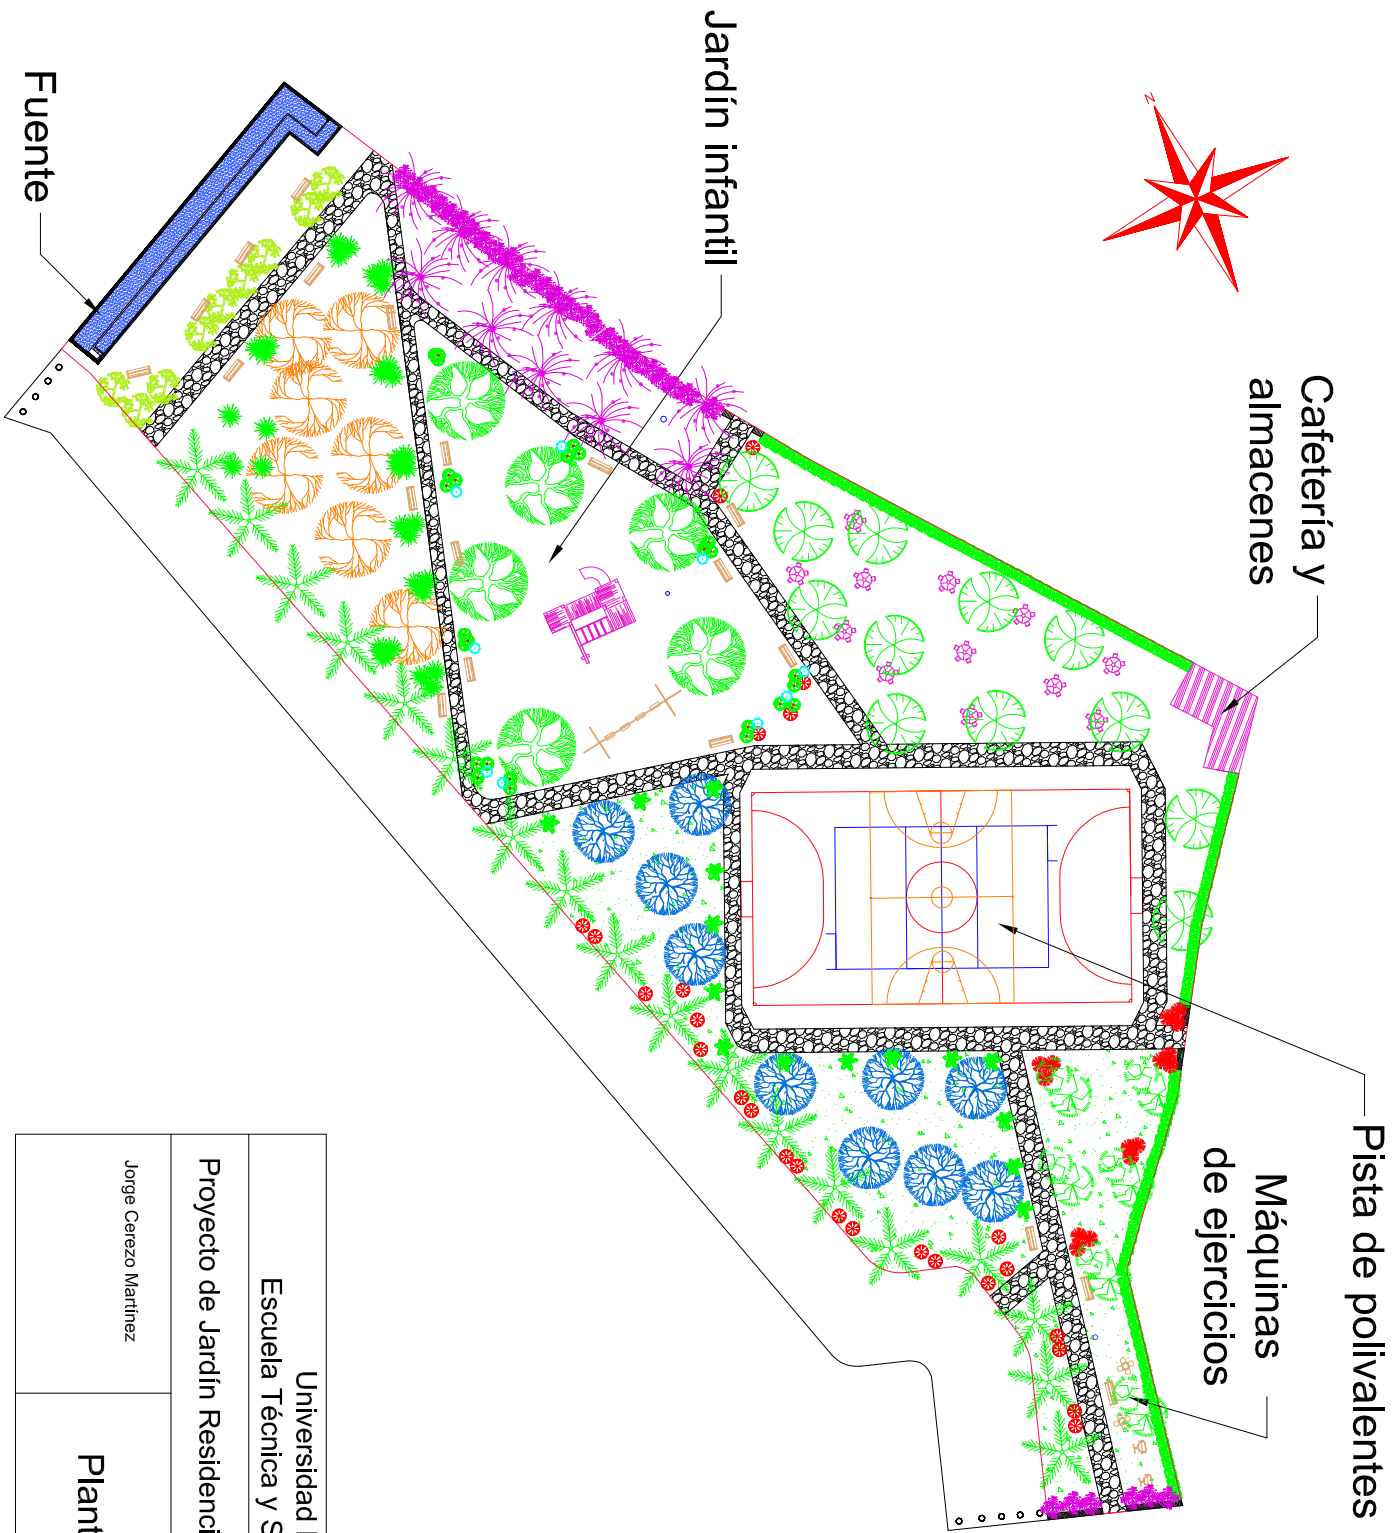 Pista de polivalentes
Máquinas
de ejercicios
Cafetería y
almacenes
N
Jardín infantil
Fuente
Universidad
Escuela Técnica y S
Proyecto de Jardín Residenci
Jorge Cerezo Martínez
Plant